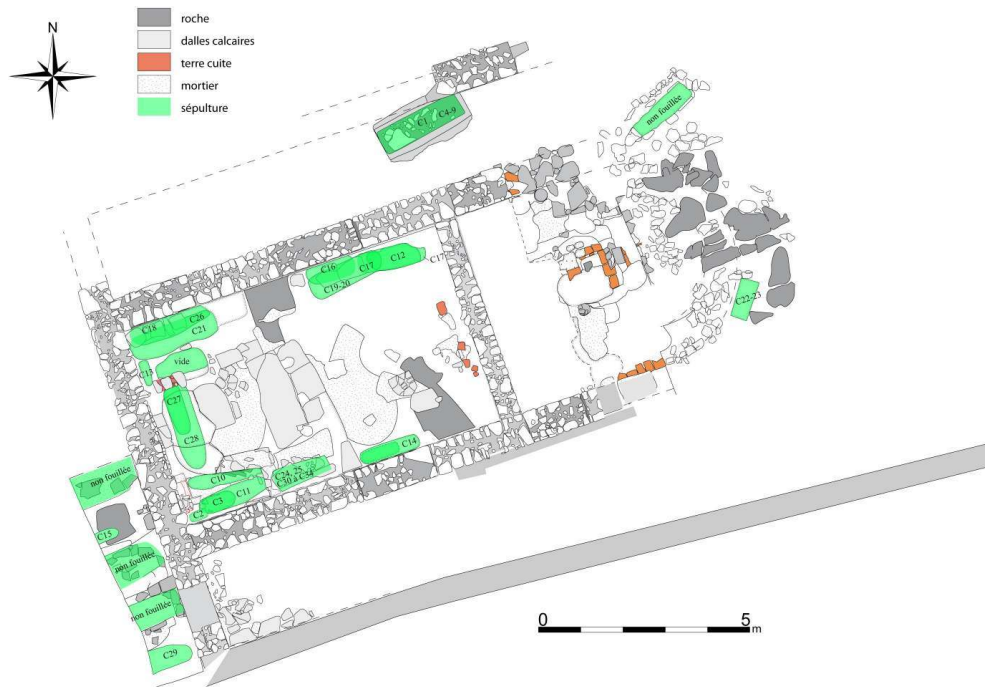 roche
dalles calcaires
terre cuite
mortier
sépulture
C1
C4-9
non fouillée
C16
C17
C12
C17
C19-20
C18
C26
C21
C22-23
C13
vide
C27
C28
C14
C10
C24, 25,
C30 à C34
C11
C3
C2
non fouillée
C15
non fouillée
non fouillée
C29
0
5
m